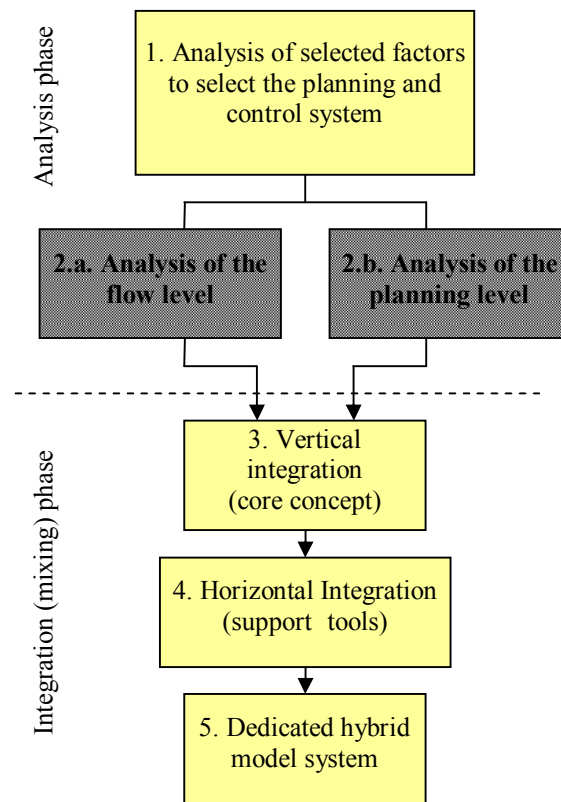 Analysis phase
1. Analysis of selected factors
to select the planning and
control system
2.a. Analysis of the
flow level
2.b. Analysis of the
planning level
Integration (mixing) phase
3. Vertical
integration
(core concept)
4. Horizontal Integration
(support tools)
5. Dedicated hybrid
model system